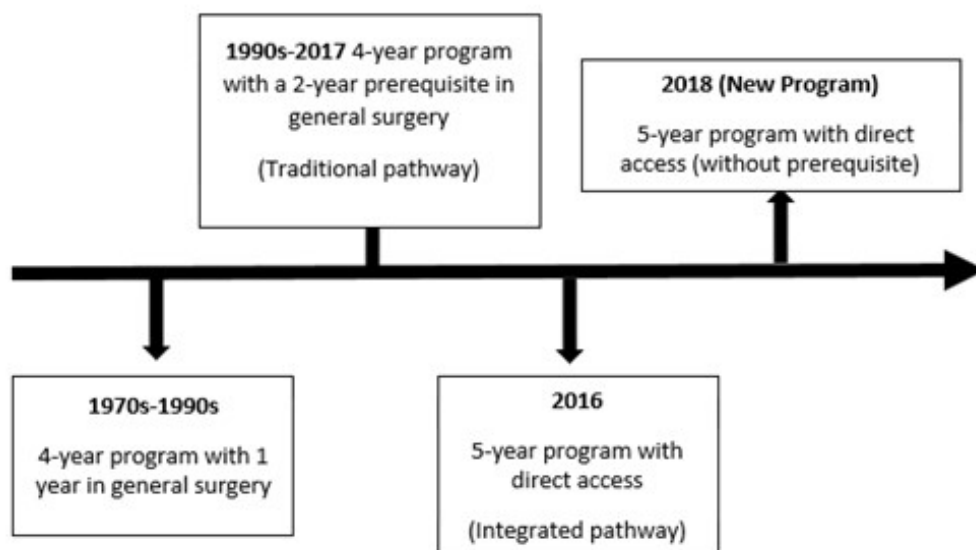 1990s-2017 4-year program
with a 2-year prerequisite in
general surgery
(Traditional pathway)
2018 (New Program)
5-year program with direct
access (without prerequisite)
1970s-1990s
4-year program with 1
year in general surgery
2016
5-year program with
direct access
(Integrated pathway)